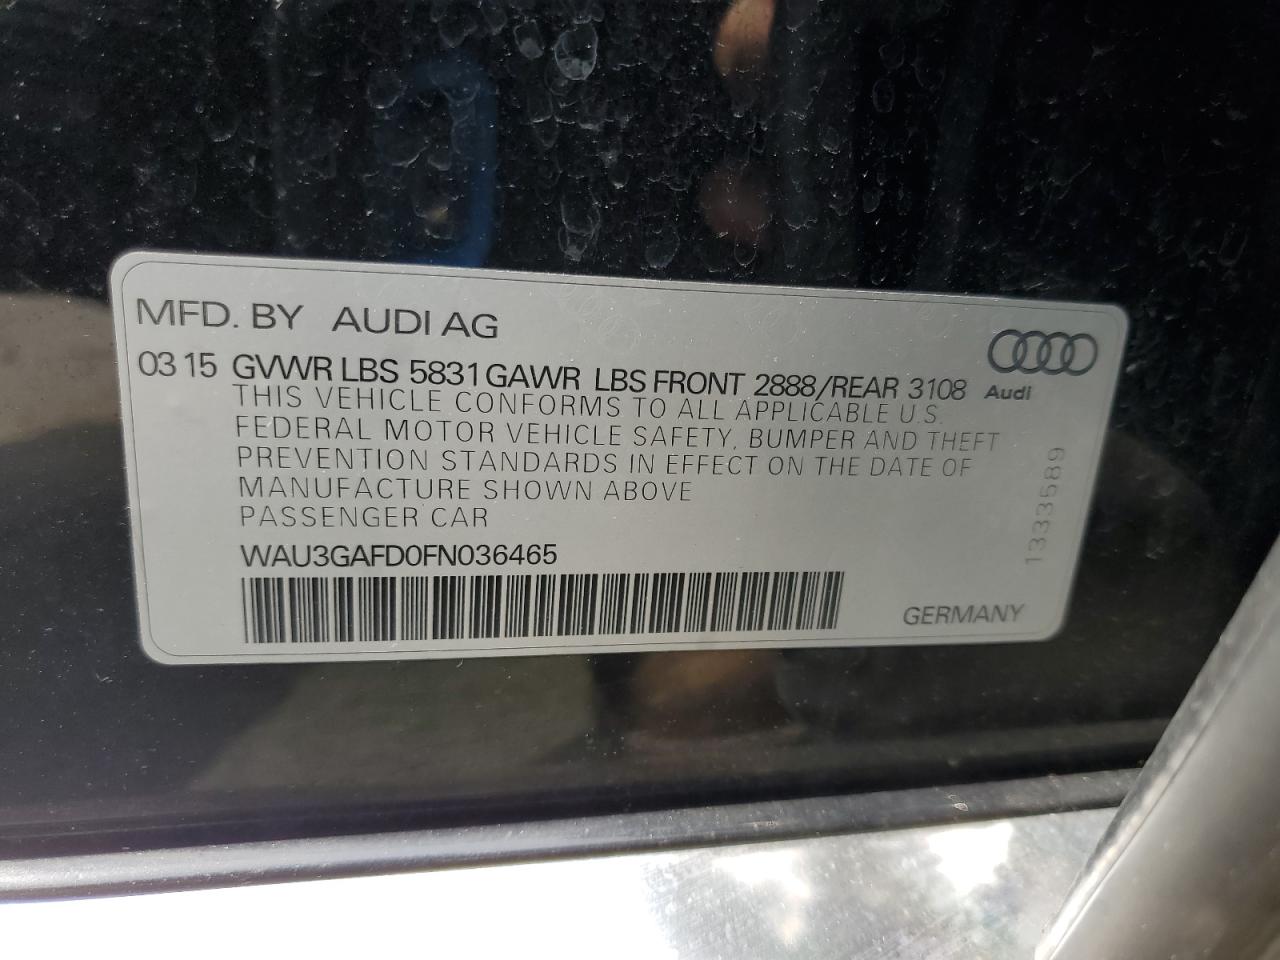 MFD. BY AUDI AG
03 15 GVWR LBS 5831 GAWR LBS FRONT 2888/REAR 3108
Audi
THIS VEHICLE CONFORMS TO ALL APPLICABLE U.S.
FEDERAL MOTOR VEHICLE SAFETY, BUMPER AND THEFT
PREVENTION STANDARDS IN EFFECT ON THE DATE OF
MANUFACTURE SHOWN ABOVE
PASSENGER CAR
WAU3GAFD0FN036465
GERMANY
1333589